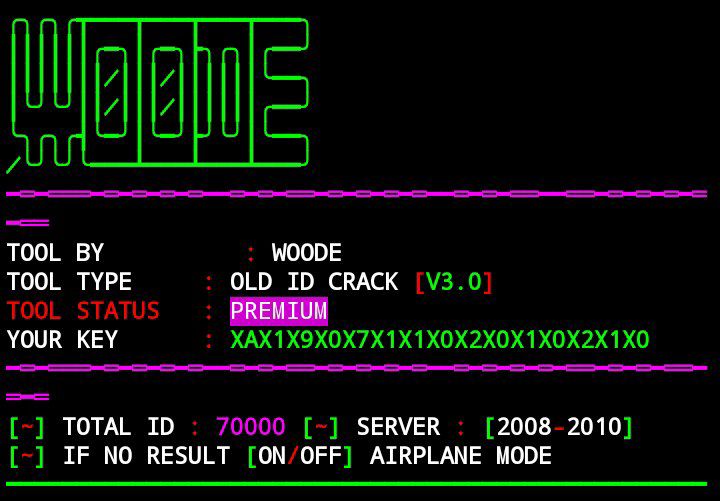 WOODE
TOOL BY : WOODE
TOOL TYPE : OLD ID CRACK [V3.0]
TOOL STATUS : PREMIUM
YOUR KEY : XAX1X9X0X7X1X1X0X2X0X1X0X2X1X0
[~] TOTAL ID : 70000 [~] SERVER : [2008-2010]
[~] IF NO RESULT [ON/OFF] AIRPLANE MODE